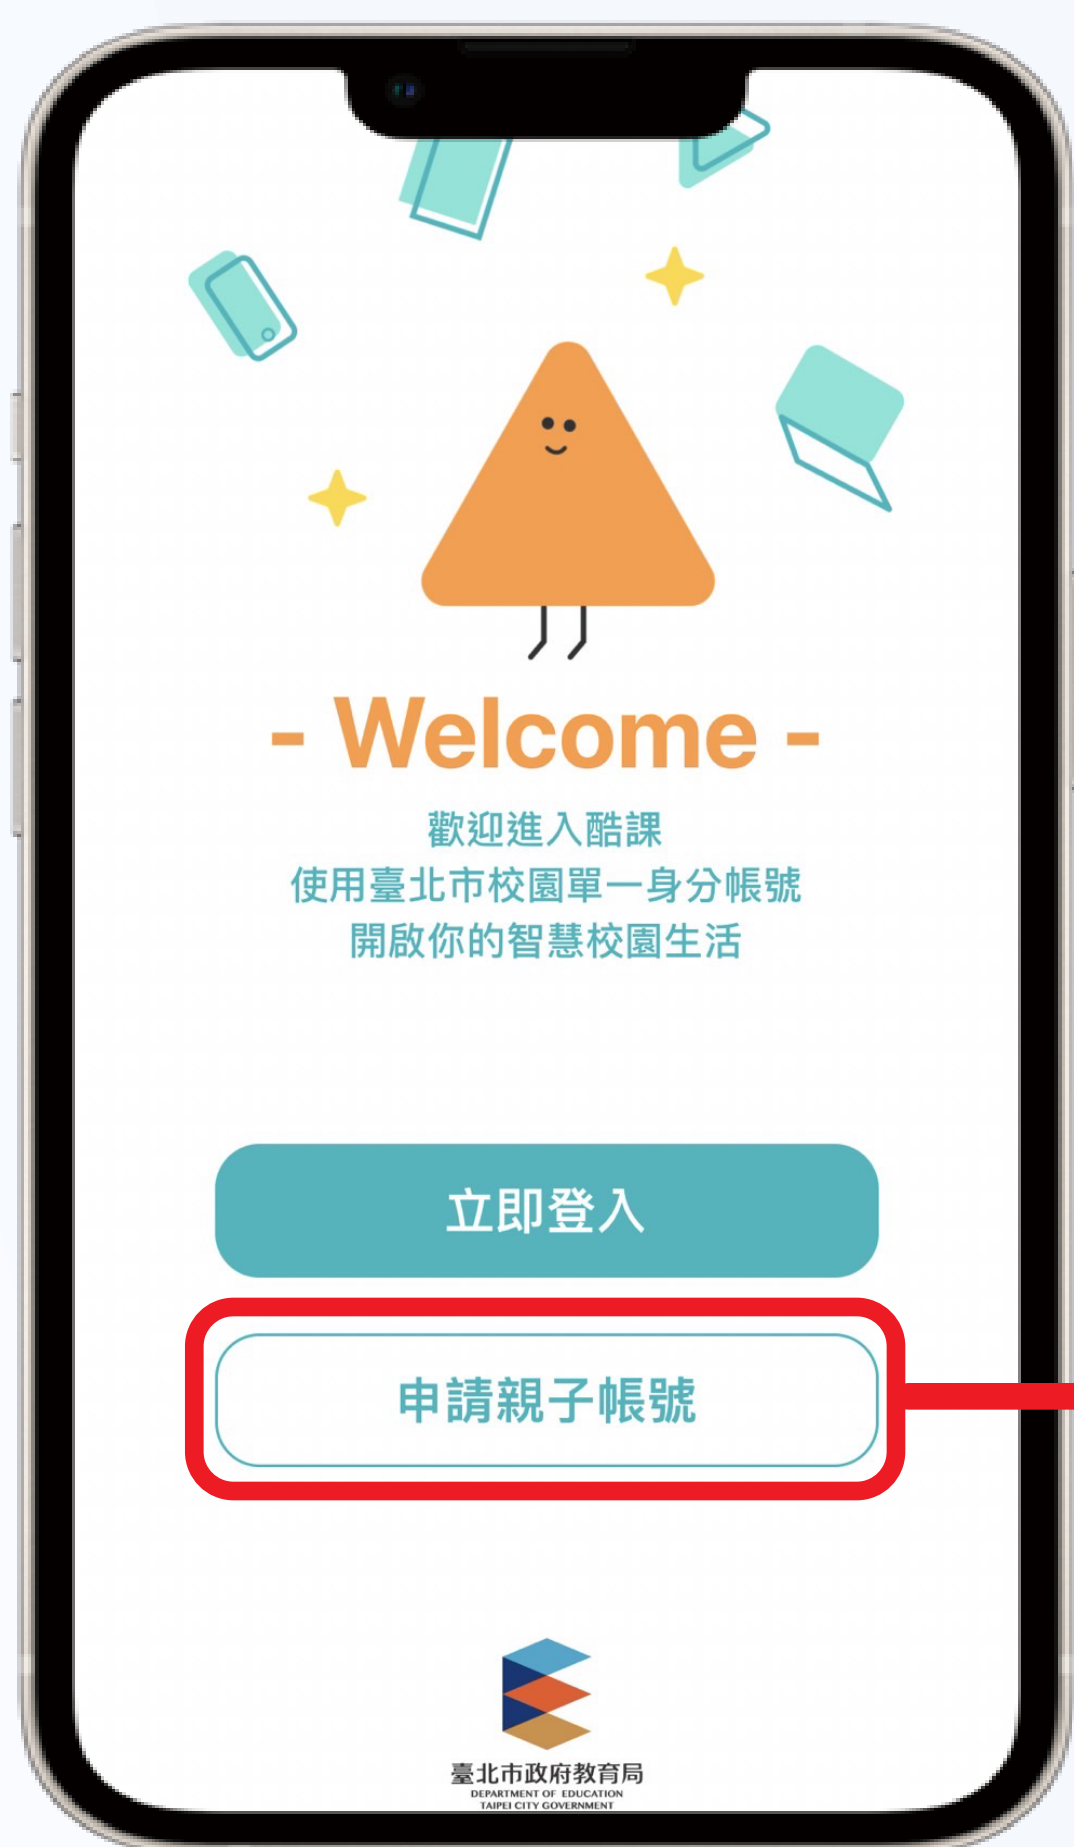 - Welcome -
歡迎進入酷課
使用臺北市校園單一身分帳號
開啟你的智慧校園生活
立即登入
申請親子帳號
臺北市政府教育局
DEPARTMENT OF EDUCATION
TAIPEI CITY GOVERNMENT